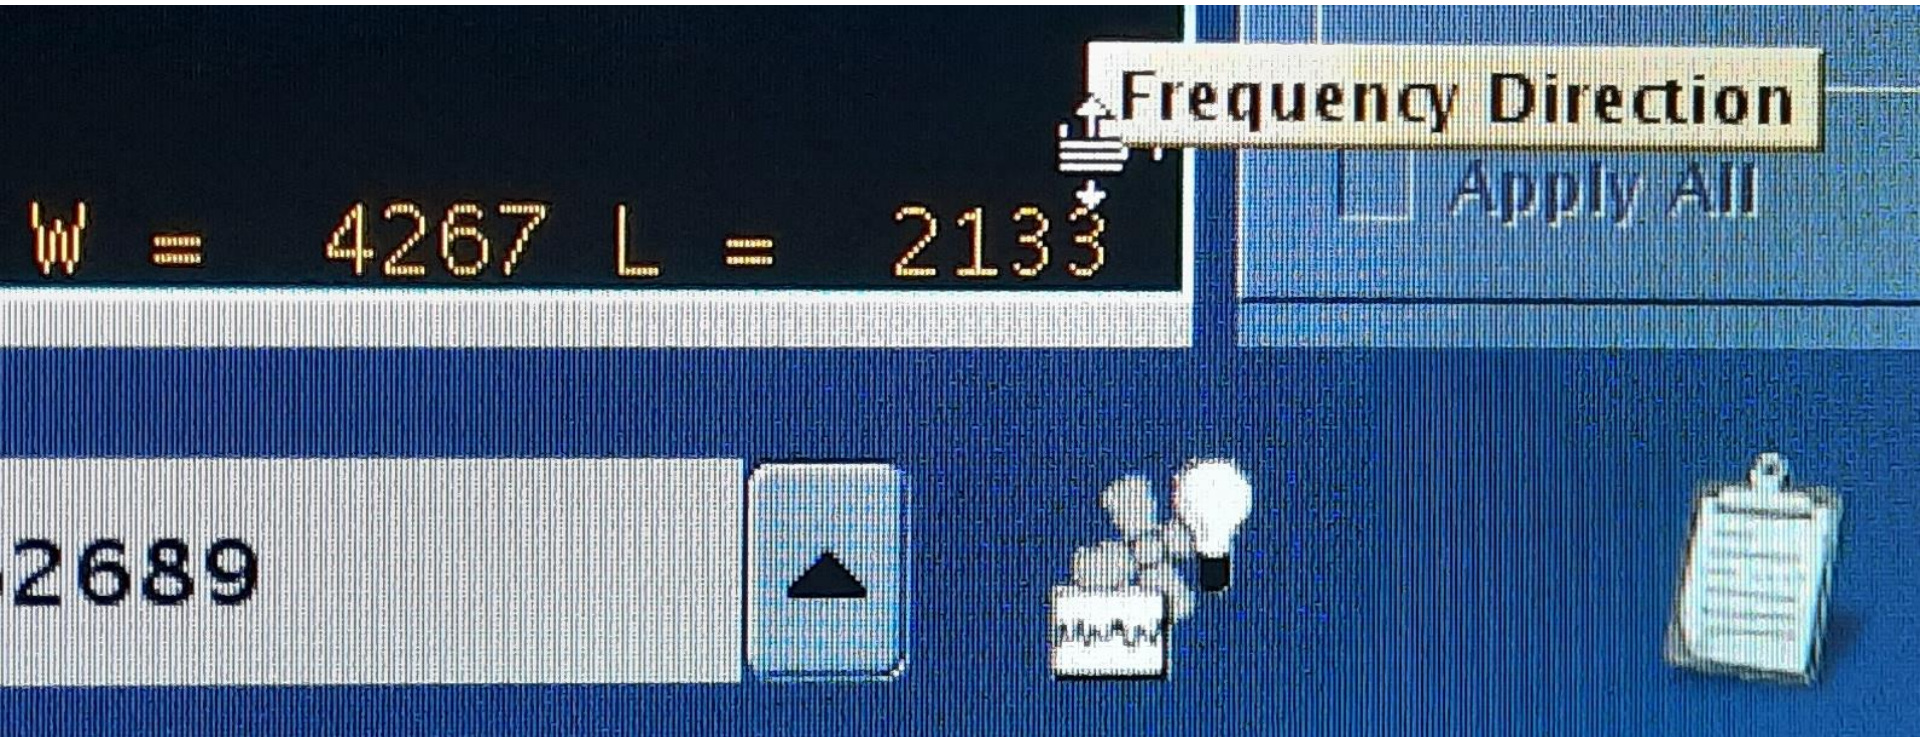 Frequency Direction
Apply All
W = 4267 L = 2133
2689